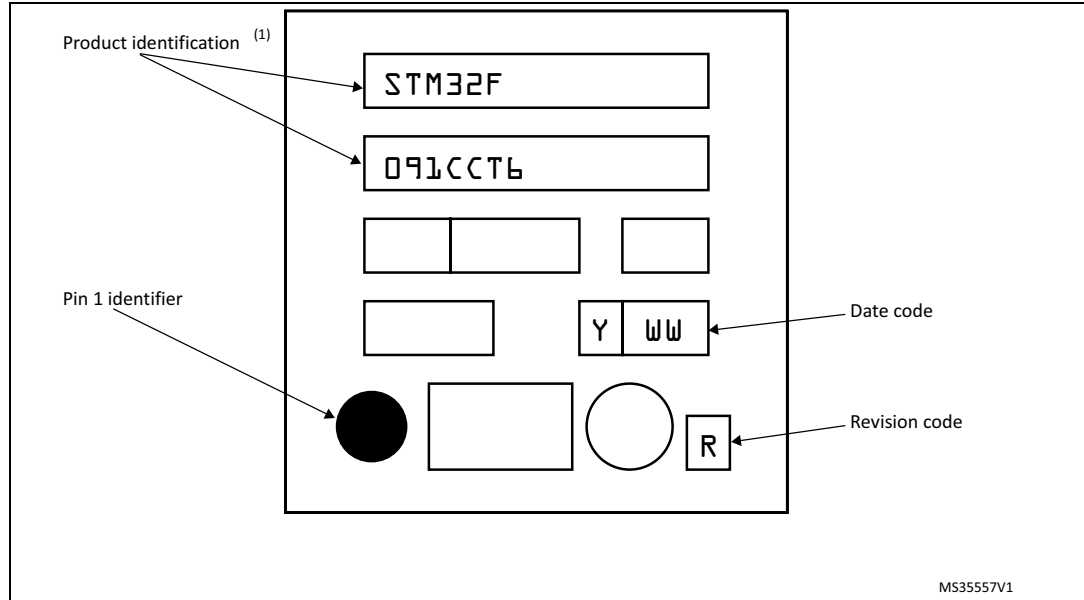 Product identification (1)
STM32F
091CCT6
Pin 1 identifier
Y WW
Date code
R
Revision code
MS35557V1